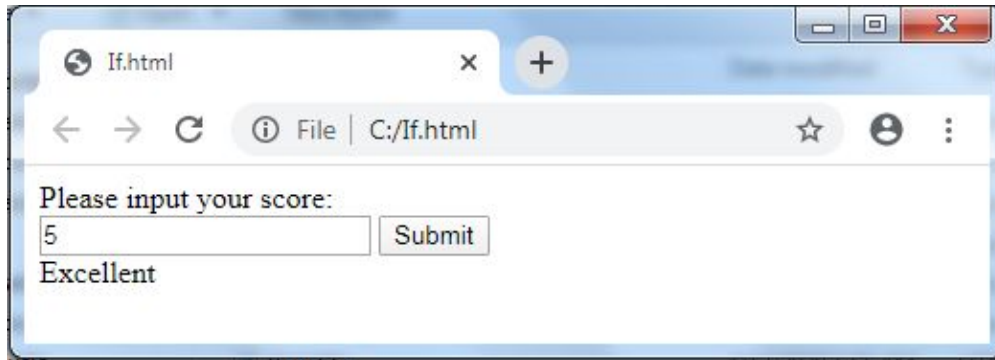 If.html
File
C:/If.html
Please input your score:
5
Submit
Excellent